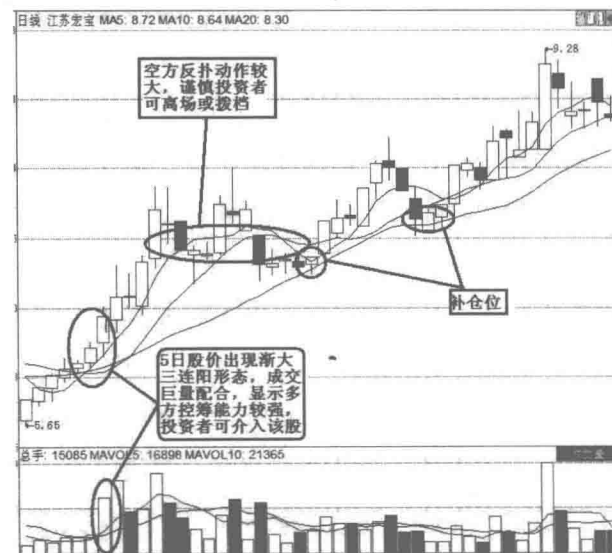 日线 江苏宏宝 MA5: 8.72 MA10: 8.64 MA20: 8.30
9.28
空方反扑动作较
大，谨慎投资者
可离场或拨档
补仓位
5日股价出现渐大
三连阳形态，成交
巨量配合，显示多
方控筹能力较强，
投资者可介入该股
5.65
总手: 15085 MAVOL5: 16898 MAVOL10: 21365